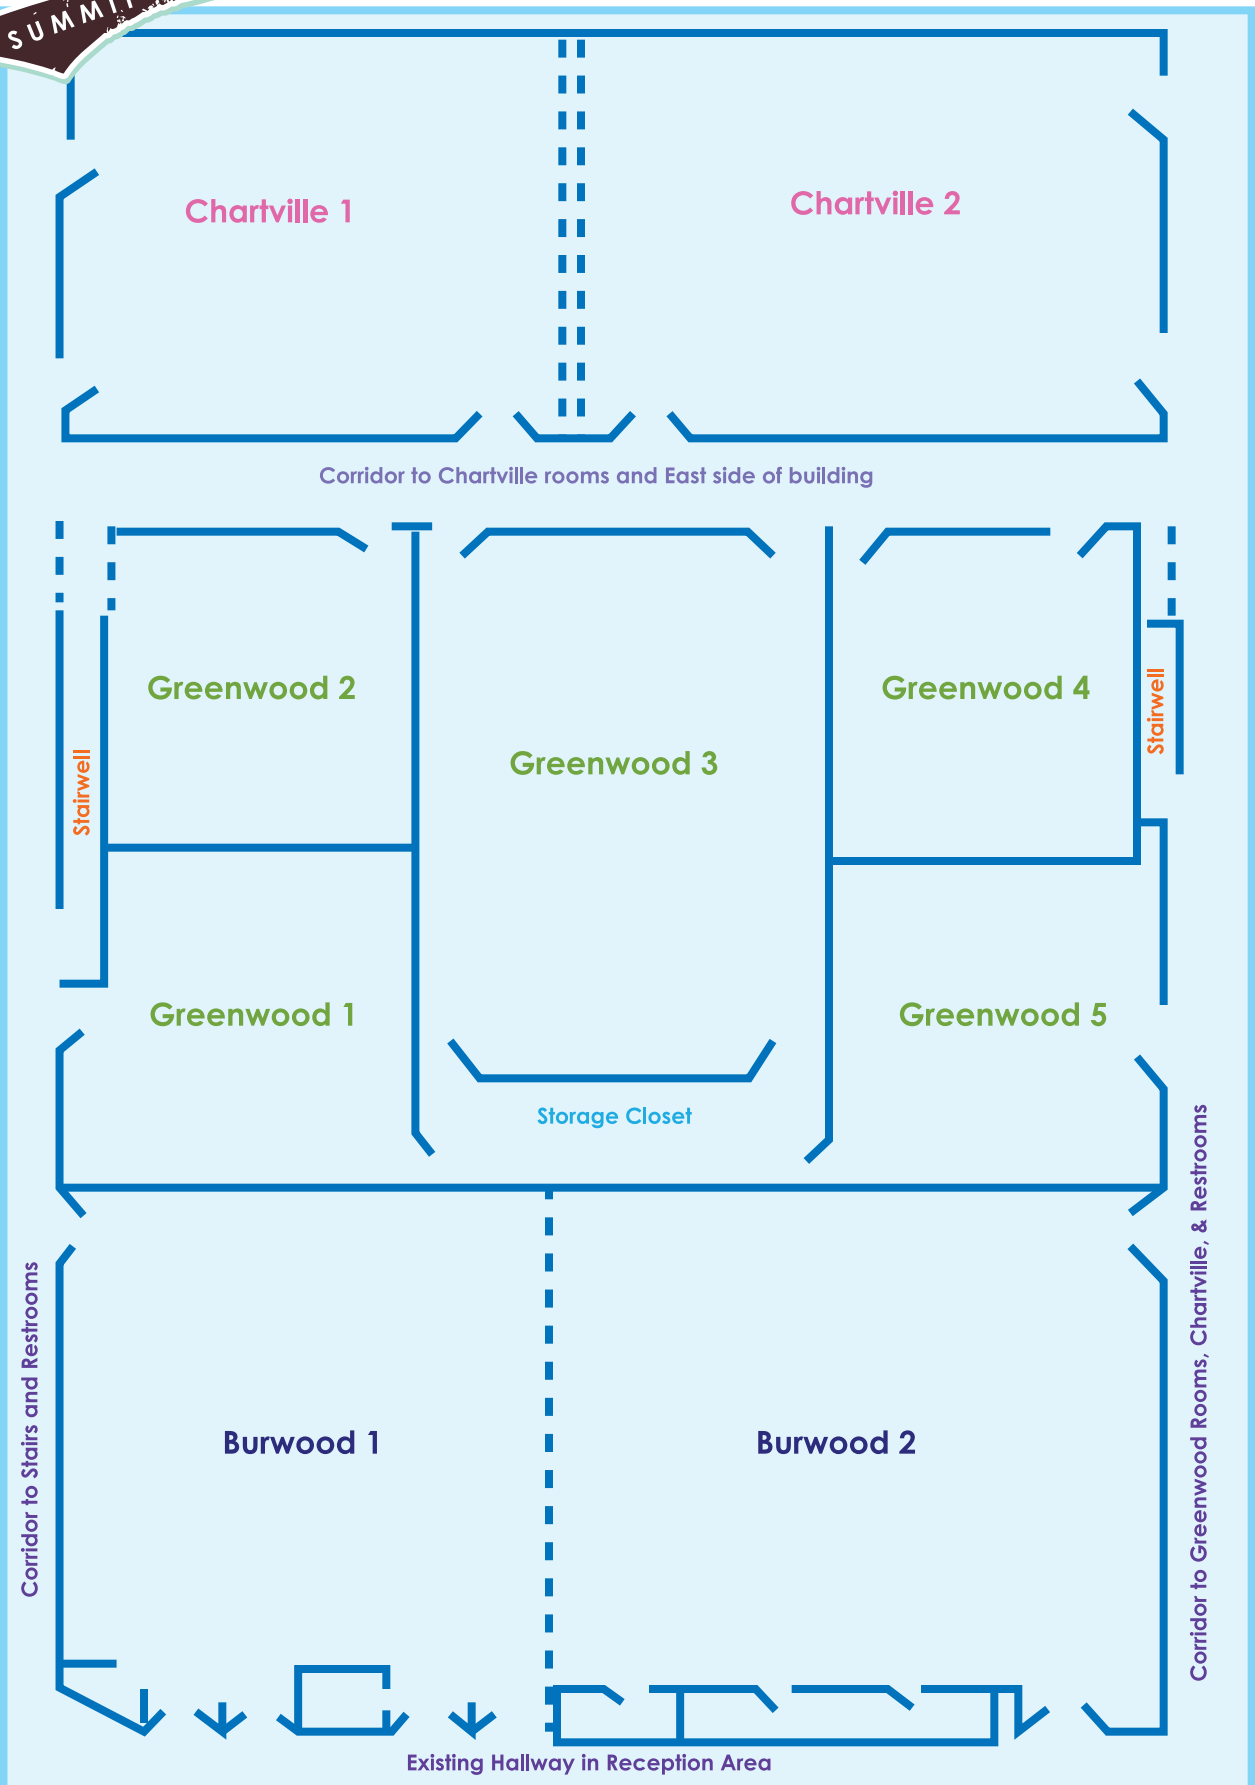 SUMMIT
Chartville 1
Chartville 2
Corridor to Chartville rooms and East side of building
Greenwood 2
Greenwood 4
Stairwell
Greenwood 3
Stairwell
Greenwood 1
Greenwood 5
Storage Closet
Corridor to Greenwood Rooms, Chartville, & Restrooms
Corridor to Stairs and Restrooms
Burwood 1
Burwood 2
Existing Hallway in Reception Area